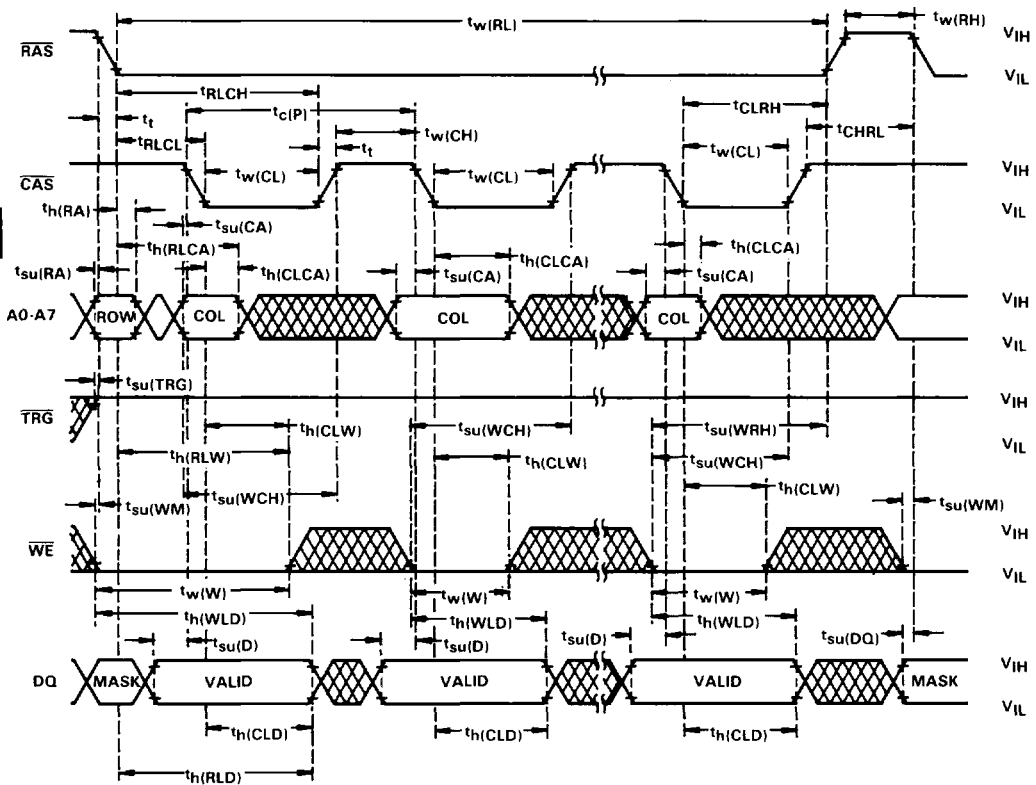 tw(RL)
tw(RH)
RAS
VIH
VIL
tRLCH
tc(P)
tCLRH
tt
tw(CH)
tCHRL
tRLCL
tt
tw(CL)
tw(CL)
tw(CL)
CAS
VIH
VIL
th(RA)
tsu(CA)
th(RLCA)
th(CLCA)
th(CLCA)
tsu(RA)
th(CLCA)
tsu(CA)
tsu(CA)
A0-A7
ROW
COL
COL
COL
VIH
VIL
tsu(TRG)
TRG
VIH
VIL
th(CLW)
tsu(WCH)
tsu(WRH)
th(RLW)
th(CLW)
tsu(WCH)
tsu(WCH)
th(CLW)
tsu(WM)
tsu(WM)
WE
VIH
VIL
tw(W)
tw(W)
tw(W)
th(WLD)
th(WLD)
th(WLD)
tsu(D)
tsu(D)
tsu(D)
tsu(DQ)
DQ
MASK
VALID
VALID
VALID
MASK
VIH
VIL
th(CLD)
th(CLD)
th(CLD)
th(RLD)